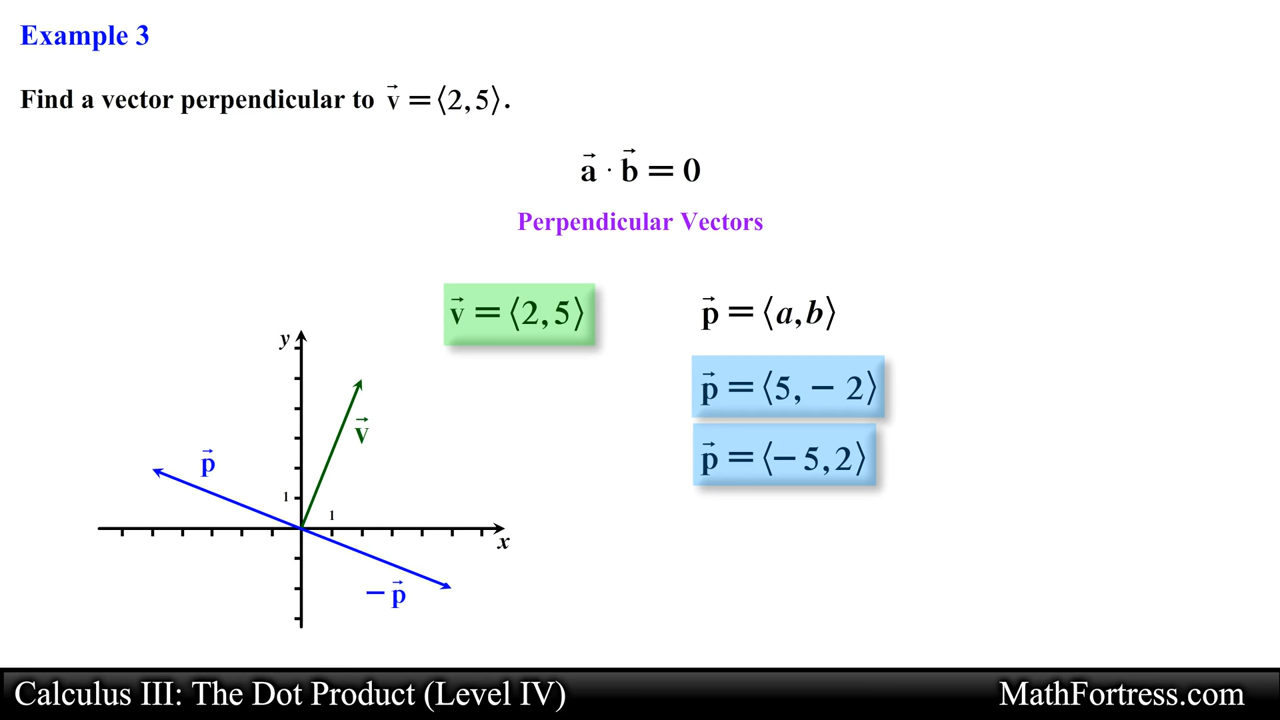 Example 3
Find a vector perpendicular to v⃗ = ⟨2,5⟩.
a⃗ · b⃗ = 0
Perpendicular Vectors
v⃗ = ⟨2,5⟩
p⃗ = ⟨a,b⟩
p⃗ = ⟨5, − 2⟩
p⃗ = ⟨− 5,2⟩
y
v⃗
p⃗
1
1
x
− p⃗
Calculus III: The Dot Product (Level IV)
MathFortress.com